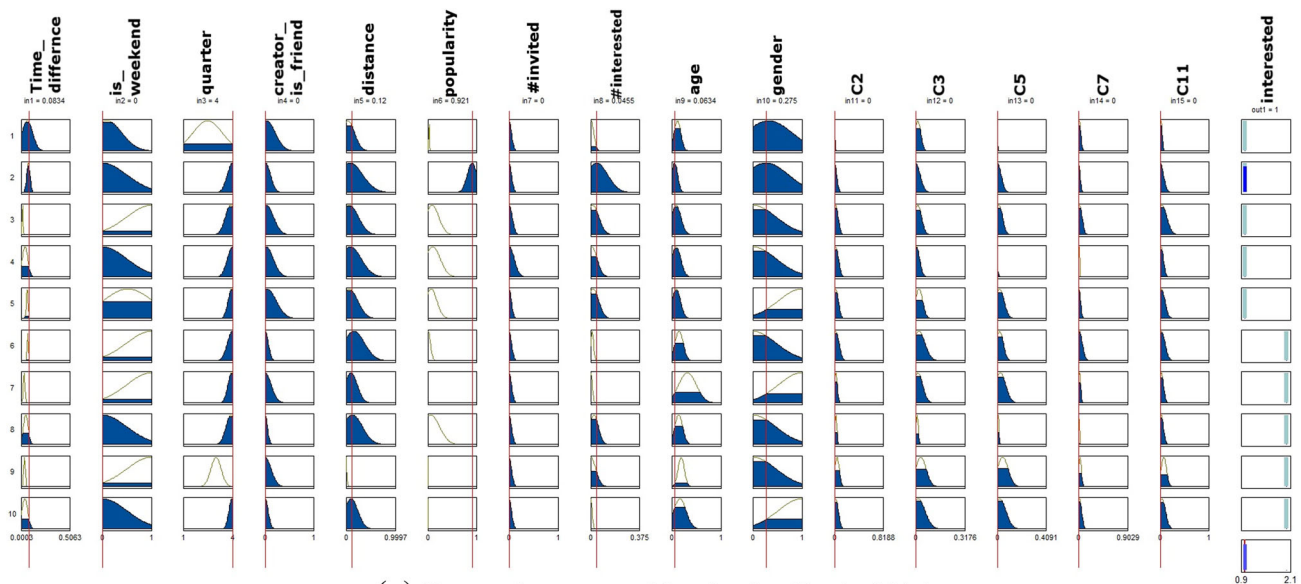 Time_
differnce
is_
weekend
quarter
creator_
is_friend
distance
popularity
#invited
#interested
age
gender
C2
C3
C5
C7
C11
interested
in1 = 0.0834
in2 = 0
in3 = 4
in4 = 0
in5 = 0.12
in6 = 0.921
in7 = 0
in8 = 0.0455
in9 = 0.0634
in10 = 0.275
in11 = 0
in12 = 0
in13 = 0
in14 = 0
in15 = 0
out1 = 1
1
2
3
4
5
6
7
8
9
10
0.0003 0.5063
0 1
1 4
0 1
0 0.9997
0 1
0 1
0 0.375
0 1
0 1
0 0.8188
0 0.3176
0 0.4091
0 0.9029
0 1
0.9 2.1